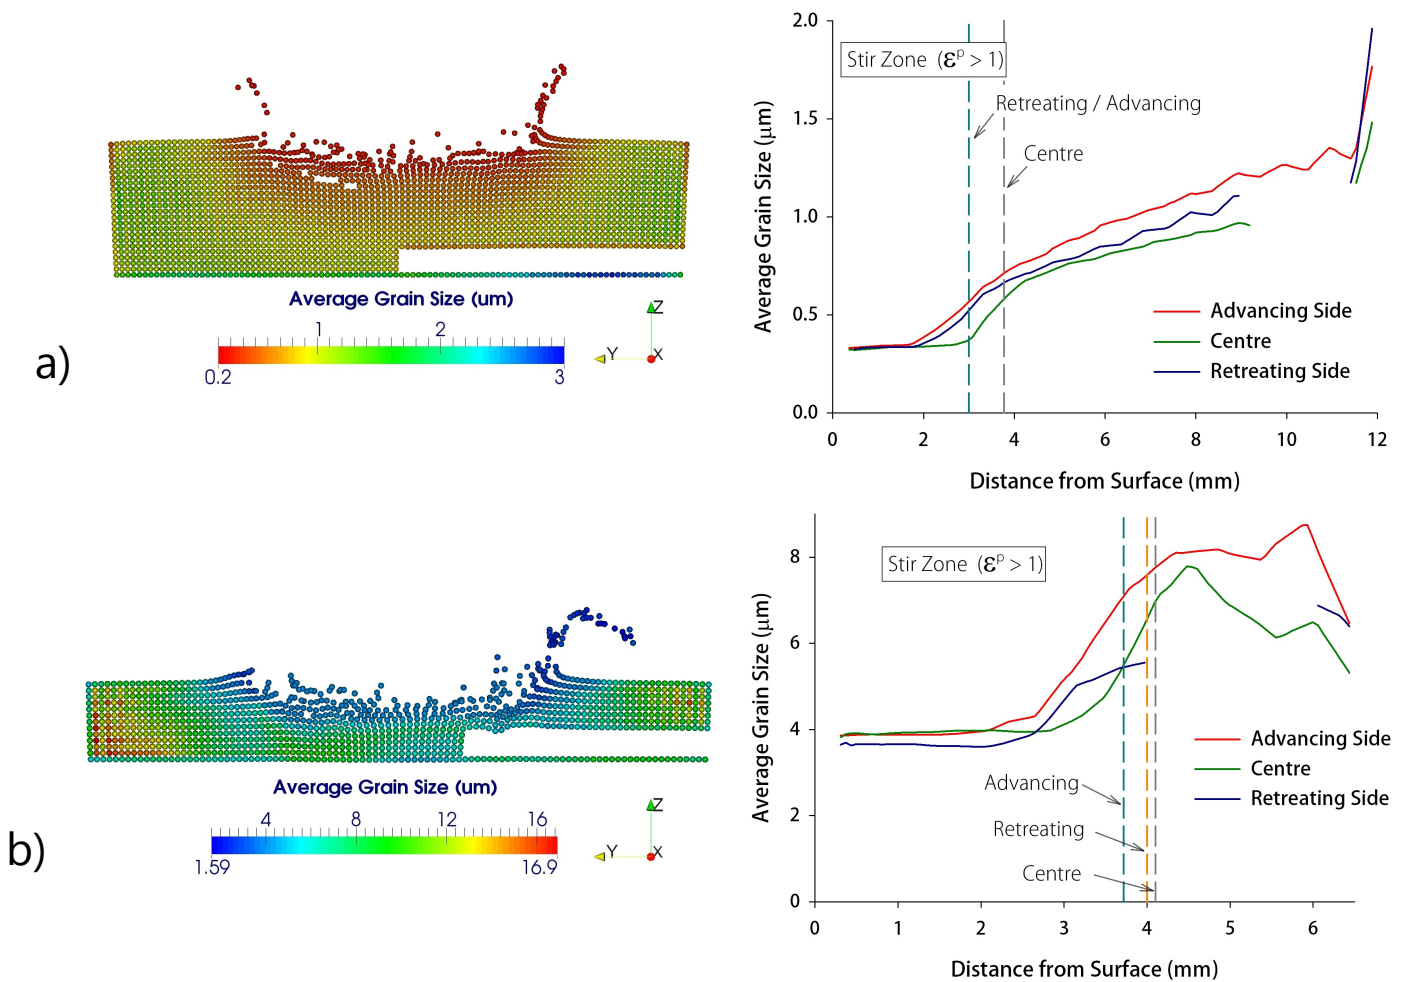 a)
Average Grain Size (um)
1 2
0.2 3
Z
Y
X
2.0
1.5
1.0
0.5
0.0
Average Grain Size (μm)
Stir Zone (εᵖ > 1)
Retreating / Advancing
Centre
Advancing Side
Centre
Retreating Side
0 2 4 6 8 10 12
Distance from Surface (mm)
b)
Average Grain Size (um)
4 8 12 16
1.59 16.9
Z
Y
X
8
6
4
2
0
Average Grain Size (μm)
Stir Zone (εᵖ > 1)
Advancing
Retreating
Centre
Advancing Side
Centre
Retreating Side
0 1 2 3 4 5 6
Distance from Surface (mm)